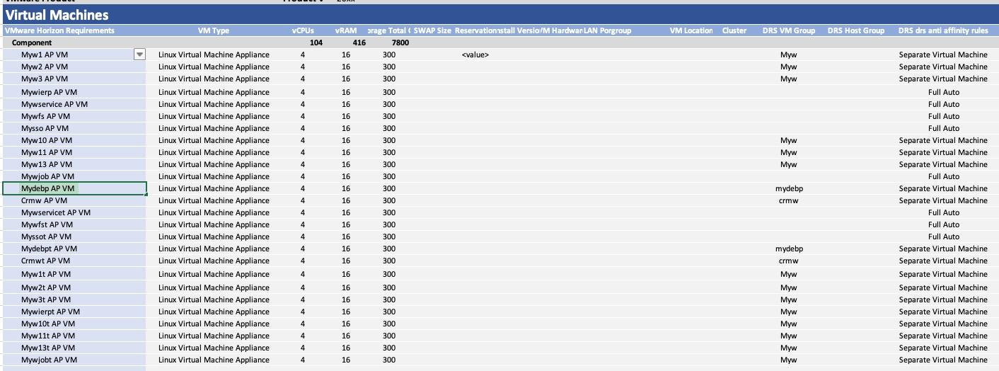 Virtual Machines
VMware Horizon Requirements VM Type vCPUs vRAM orage Total ( SWAP Size Reservation stall Versio /M Hardwar LAN Porgroup VM Location Cluster DRS VM Group DRS Host Group DRS drs anti affinity rules
Component 104 416 7800
Myw1 AP VM Linux Virtual Machine Appliance 4 16 300 <value> Myw Separate Virtual Machine
Myw2 AP VM Linux Virtual Machine Appliance 4 16 300 Myw Separate Virtual Machine
Myw3 AP VM Linux Virtual Machine Appliance 4 16 300 Myw Separate Virtual Machine
Mywierp AP VM Linux Virtual Machine Appliance 4 16 300 Full Auto
Mywservice AP VM Linux Virtual Machine Appliance 4 16 300 Full Auto
Mywfs AP VM Linux Virtual Machine Appliance 4 16 300 Full Auto
Mysso AP VM Linux Virtual Machine Appliance 4 16 300 Full Auto
Myw10 AP VM Linux Virtual Machine Appliance 4 16 300 Myw Separate Virtual Machine
Myw11 AP VM Linux Virtual Machine Appliance 4 16 300 Myw Separate Virtual Machine
Myw13 AP VM Linux Virtual Machine Appliance 4 16 300 Myw Separate Virtual Machine
Mywjob AP VM Linux Virtual Machine Appliance 4 16 300 Full Auto
Mydebp AP VM Linux Virtual Machine Appliance 4 16 300 mydebp Separate Virtual Machine
Crmw AP VM Linux Virtual Machine Appliance 4 16 300 crmw Separate Virtual Machine
Mywservicet AP VM Linux Virtual Machine Appliance 4 16 300 Full Auto
Mywfst AP VM Linux Virtual Machine Appliance 4 16 300 Full Auto
Myssot AP VM Linux Virtual Machine Appliance 4 16 300 Full Auto
Mydebpt AP VM Linux Virtual Machine Appliance 4 16 300 mydebp Separate Virtual Machine
Crmwt AP VM Linux Virtual Machine Appliance 4 16 300 crmw Separate Virtual Machine
Myw1t AP VM Linux Virtual Machine Appliance 4 16 300 Myw Separate Virtual Machine
Myw2t AP VM Linux Virtual Machine Appliance 4 16 300 Myw Separate Virtual Machine
Myw3t AP VM Linux Virtual Machine Appliance 4 16 300 Myw Separate Virtual Machine
Mywierpt AP VM Linux Virtual Machine Appliance 4 16 300 Myw Separate Virtual Machine
Myw10t AP VM Linux Virtual Machine Appliance 4 16 300 Myw Separate Virtual Machine
Myw11t AP VM Linux Virtual Machine Appliance 4 16 300 Myw Separate Virtual Machine
Myw13t AP VM Linux Virtual Machine Appliance 4 16 300 Myw Separate Virtual Machine
Mywjobt AP VM Linux Virtual Machine Appliance 4 16 300 Myw Separate Virtual Machine